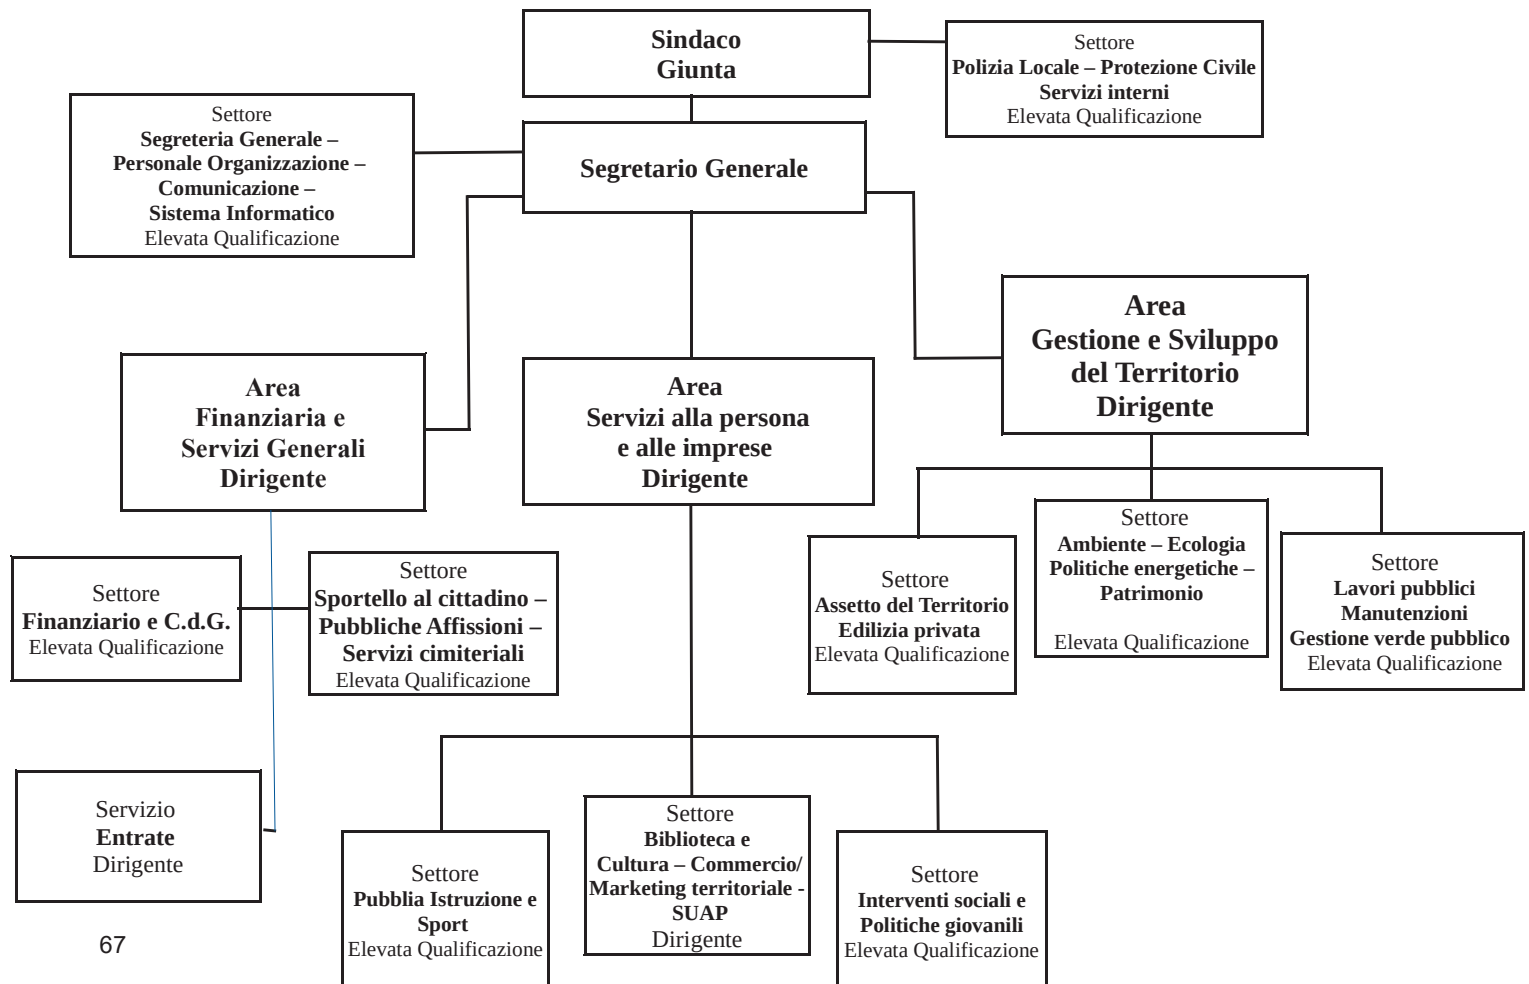 Sindaco
Giunta
Settore
Polizia Locale – Protezione Civile
Servizi interni
Elevata Qualificazione
Settore
Segreteria Generale –
Personale Organizzazione –
Comunicazione –
Sistema Informatico
Elevata Qualificazione
Segretario Generale
Area
Gestione e Sviluppo
del Territorio
Dirigente
Area
Finanziaria e
Servizi Generali
Dirigente
Area
Servizi alla persona
e alle imprese
Dirigente
Settore
Finanziario e C.d.G.
Elevata Qualificazione
Settore
Sportello al cittadino –
Pubbliche Affissioni –
Servizi cimiteriali
Elevata Qualificazione
Settore
Assetto del Territorio
Edilizia privata
Elevata Qualificazione
Settore
Ambiente – Ecologia
Politiche energetiche –
Patrimonio
Elevata Qualificazione
Settore
Lavori pubblici
Manutenzioni
Gestione verde pubblico
Elevata Qualificazione
Servizio
Entrate
Dirigente
Settore
Pubblia Istruzione e
Sport
Elevata Qualificazione
Settore
Biblioteca e
Cultura – Commercio/
Marketing territoriale -
SUAP
Dirigente
Settore
Interventi sociali e
Politiche giovanili
Elevata Qualificazione
67